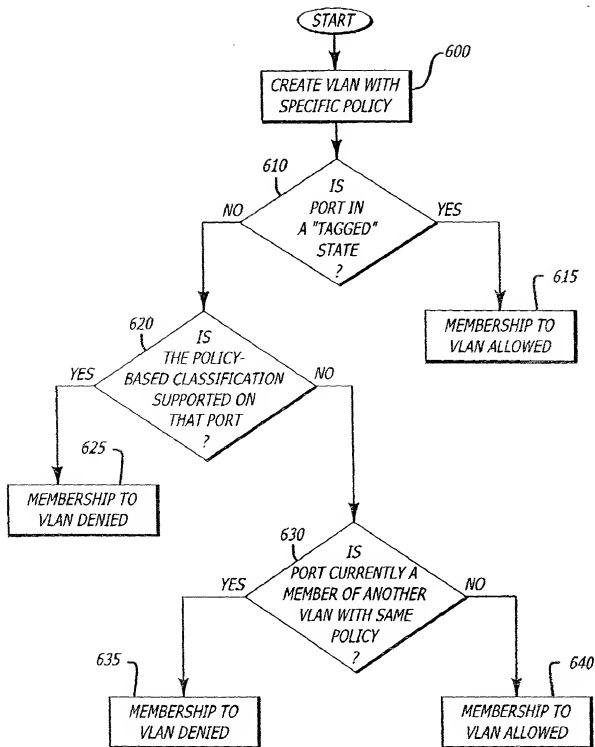 START
600
CREATE VLAN WITH
SPECIFIC POLICY
610
IS
PORT IN
A "TAGGED"
STATE
?
NO
YES
615
MEMBERSHIP TO
VLAN ALLOWED
620
IS
THE POLICY-
BASED CLASSIFICATION
SUPPORTED ON
THAT PORT
?
YES
NO
625
MEMBERSHIP TO
VLAN DENIED
630
IS
PORT CURRENTLY A
MEMBER OF ANOTHER
VLAN WITH SAME
POLICY
?
YES
NO
635
MEMBERSHIP TO
VLAN DENIED
640
MEMBERSHIP TO
VLAN ALLOWED